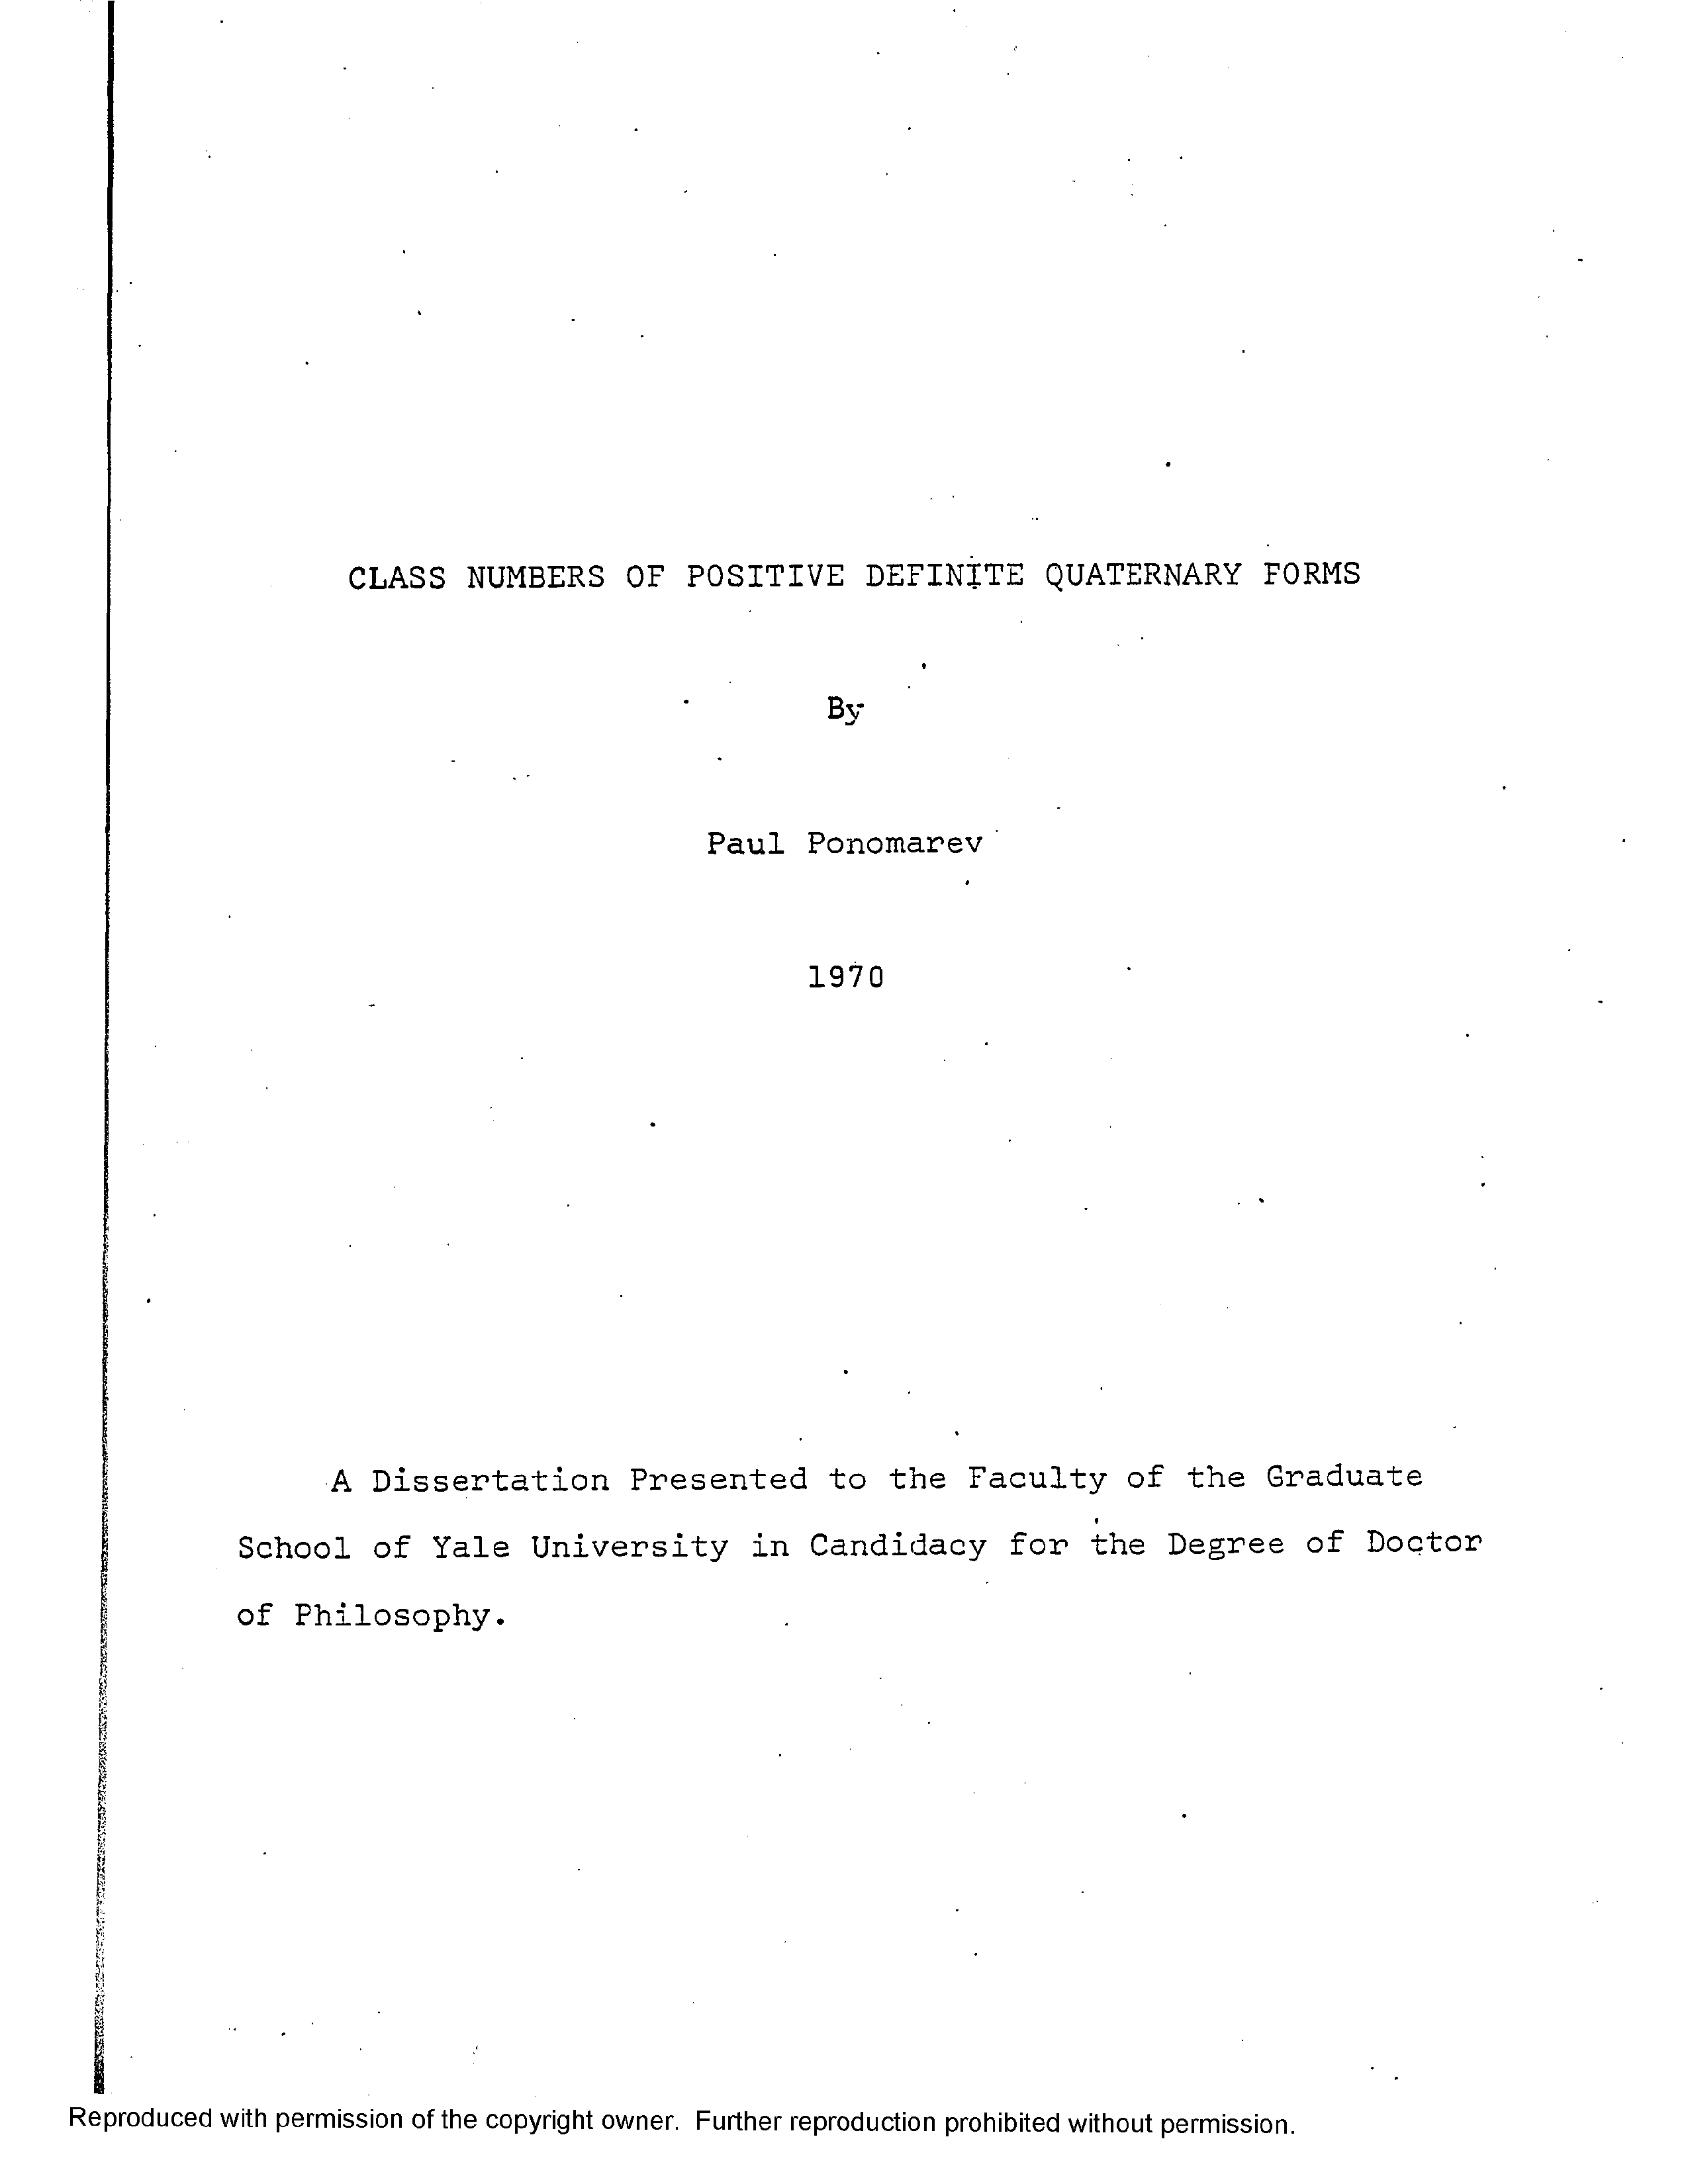 CLASS NUMBERS OF POSITIVE DEFINITE QUATERNARY FORMS
By
Paul Ponomarev
1970
A Dissertation Presented to the Faculty of the Graduate
School of Yale University in Candidacy for the Degree of Doctor
of Philosophy.
Reproduced with permission of the copyright owner. Further reproduction prohibited without permission.